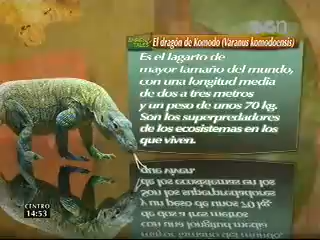 El dragón de Komodo (Varanus komodoensis)
Es el lagarto de
mayor tamaño del mundo,
con una longitud media
de dos a tres metros
y un peso de unos 70 kg.
Son los superpredadores
de los ecosistemas en los
que viven.
CENTRO
14:53